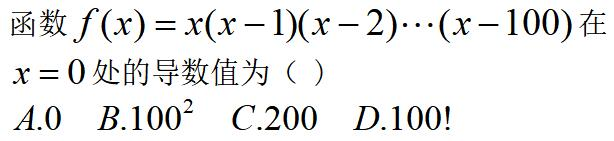 函数 f(x) = x(x−1)(x−2)⋯(x−100) 在
x = 0 处的导数值为（ ）
A.0 B.100² C.200 D.100!